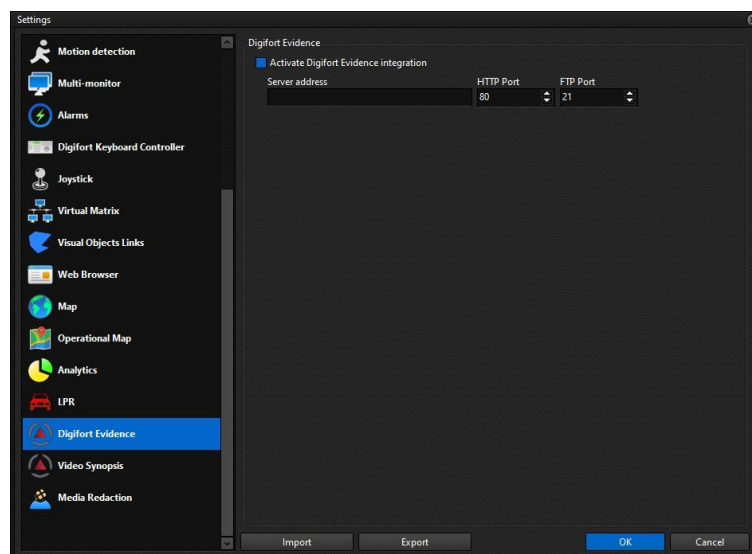 Settings
Motion detection
Multi-monitor
Alarms
Digifort Keyboard Controller
Joystick
Virtual Matrix
Visual Objects Links
Web Browser
Map
Operational Map
Analytics
LPR
Digifort Evidence
Video Synopsis
Media Redaction
Digifort Evidence
Activate Digifort Evidence integration
Server address HTTP Port FTP Port
80 21
Import Export OK Cancel